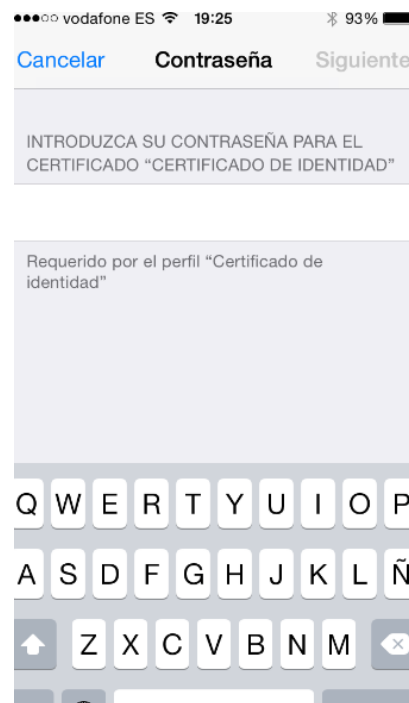 vodafone ES 19:25 93%
Cancelar Contraseña Siguiente
INTRODUZCA SU CONTRASEÑA PARA EL
CERTIFICADO “CERTIFICADO DE IDENTIDAD”
Requerido por el perfil “Certificado de
identidad”
Q W E R T Y U I O P
A S D F G H J K L Ñ
Z X C V B N M